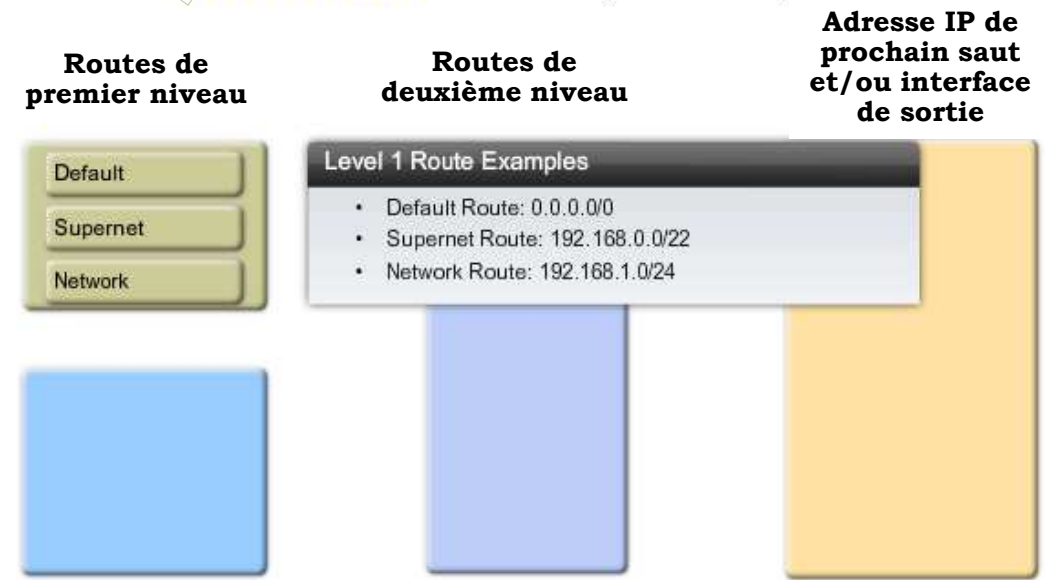 Routes de
premier niveau
Routes de
deuxième niveau
Adresse IP de
prochain saut
et/ou interface
de sortie
Default
Supernet
Network
Level 1 Route Examples
• Default Route: 0.0.0.0/0
• Supernet Route: 192.168.0.0/22
• Network Route: 192.168.1.0/24